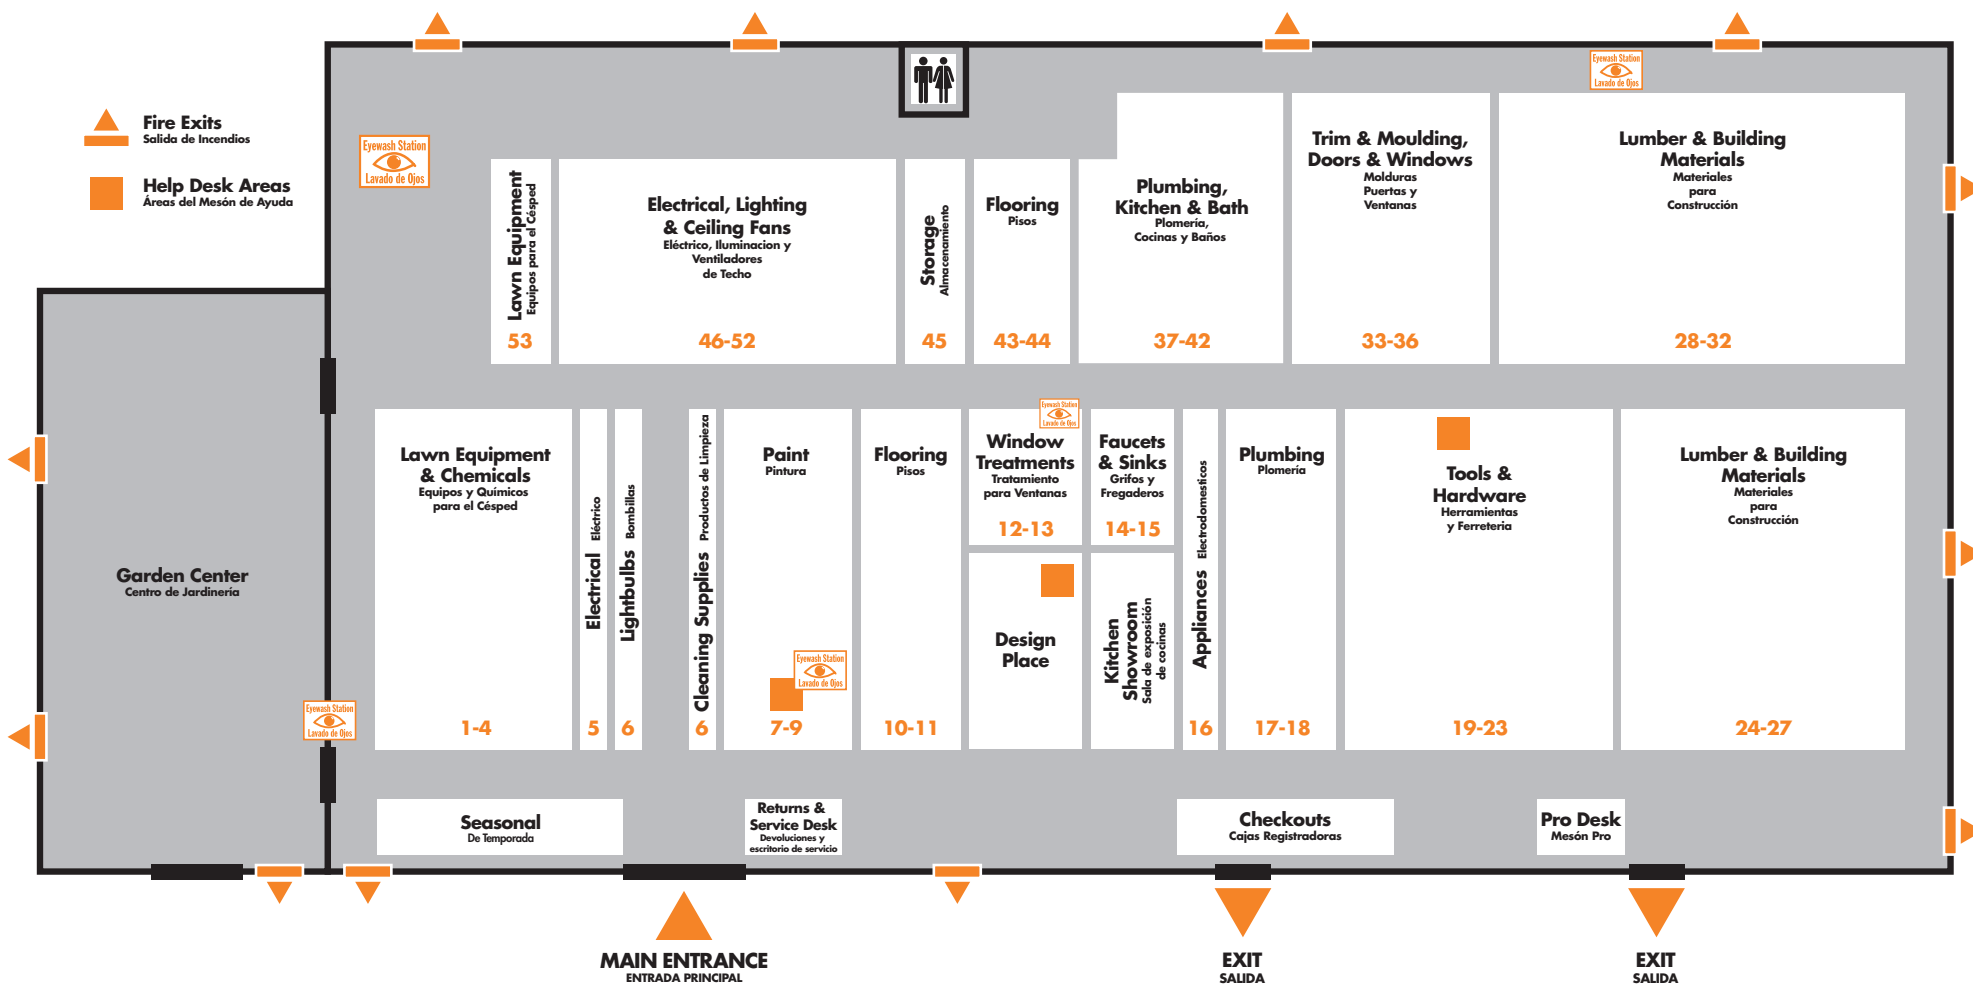 Fire Exits
Salida de Incendios
Help Desk Areas
Áreas del Mesón de Ayuda
Eyewash Station
Lavado de Ojos
Eyewash Station
Lavado de Ojos
Lawn Equipment
Equipos para el Césped
53
Electrical, Lighting
& Ceiling Fans
Eléctrico, Iluminacion y
Ventiladores
de Techo
46-52
Storage
Almacenamiento
45
Flooring
Pisos
43-44
Plumbing,
Kitchen & Bath
Plomería,
Cocinas y Baños
37-42
Trim & Moulding,
Doors & Windows
Molduras
Puertas y
Ventanas
33-36
Lumber & Building
Materials
Materiales
para
Construcción
28-32
Garden Center
Centro de Jardinería
Eyewash Station
Lavado de Ojos
Lawn Equipment
& Chemicals
Equipos y Químicos
para el Césped
1-4
Electrical Eléctrico
5
Lightbulbs Bombillas
6
Cleaning Supplies Productos de Limpieza
6
Paint
Pintura
Eyewash Station
Lavado de Ojos
7-9
Flooring
Pisos
10-11
Eyewash Station
Lavado de Ojos
Window
Treatments
Tratamiento
para Ventanas
12-13
Faucets
& Sinks
Grifos y
Fregaderos
14-15
Design
Place
Kitchen
Showroom
Sala de exposición
de cocinas
Appliances Electrodomesticos
16
Plumbing
Plomería
17-18
Tools &
Hardware
Herramientas
y Ferreteria
19-23
Lumber & Building
Materials
Materiales
para
Construcción
24-27
Seasonal
De Temporada
Returns &
Service Desk
Devoluciones y
escritorio de servicio
Checkouts
Cajas Registradoras
Pro Desk
Mesón Pro
MAIN ENTRANCE
ENTRADA PRINCIPAL
EXIT
SALIDA
EXIT
SALIDA